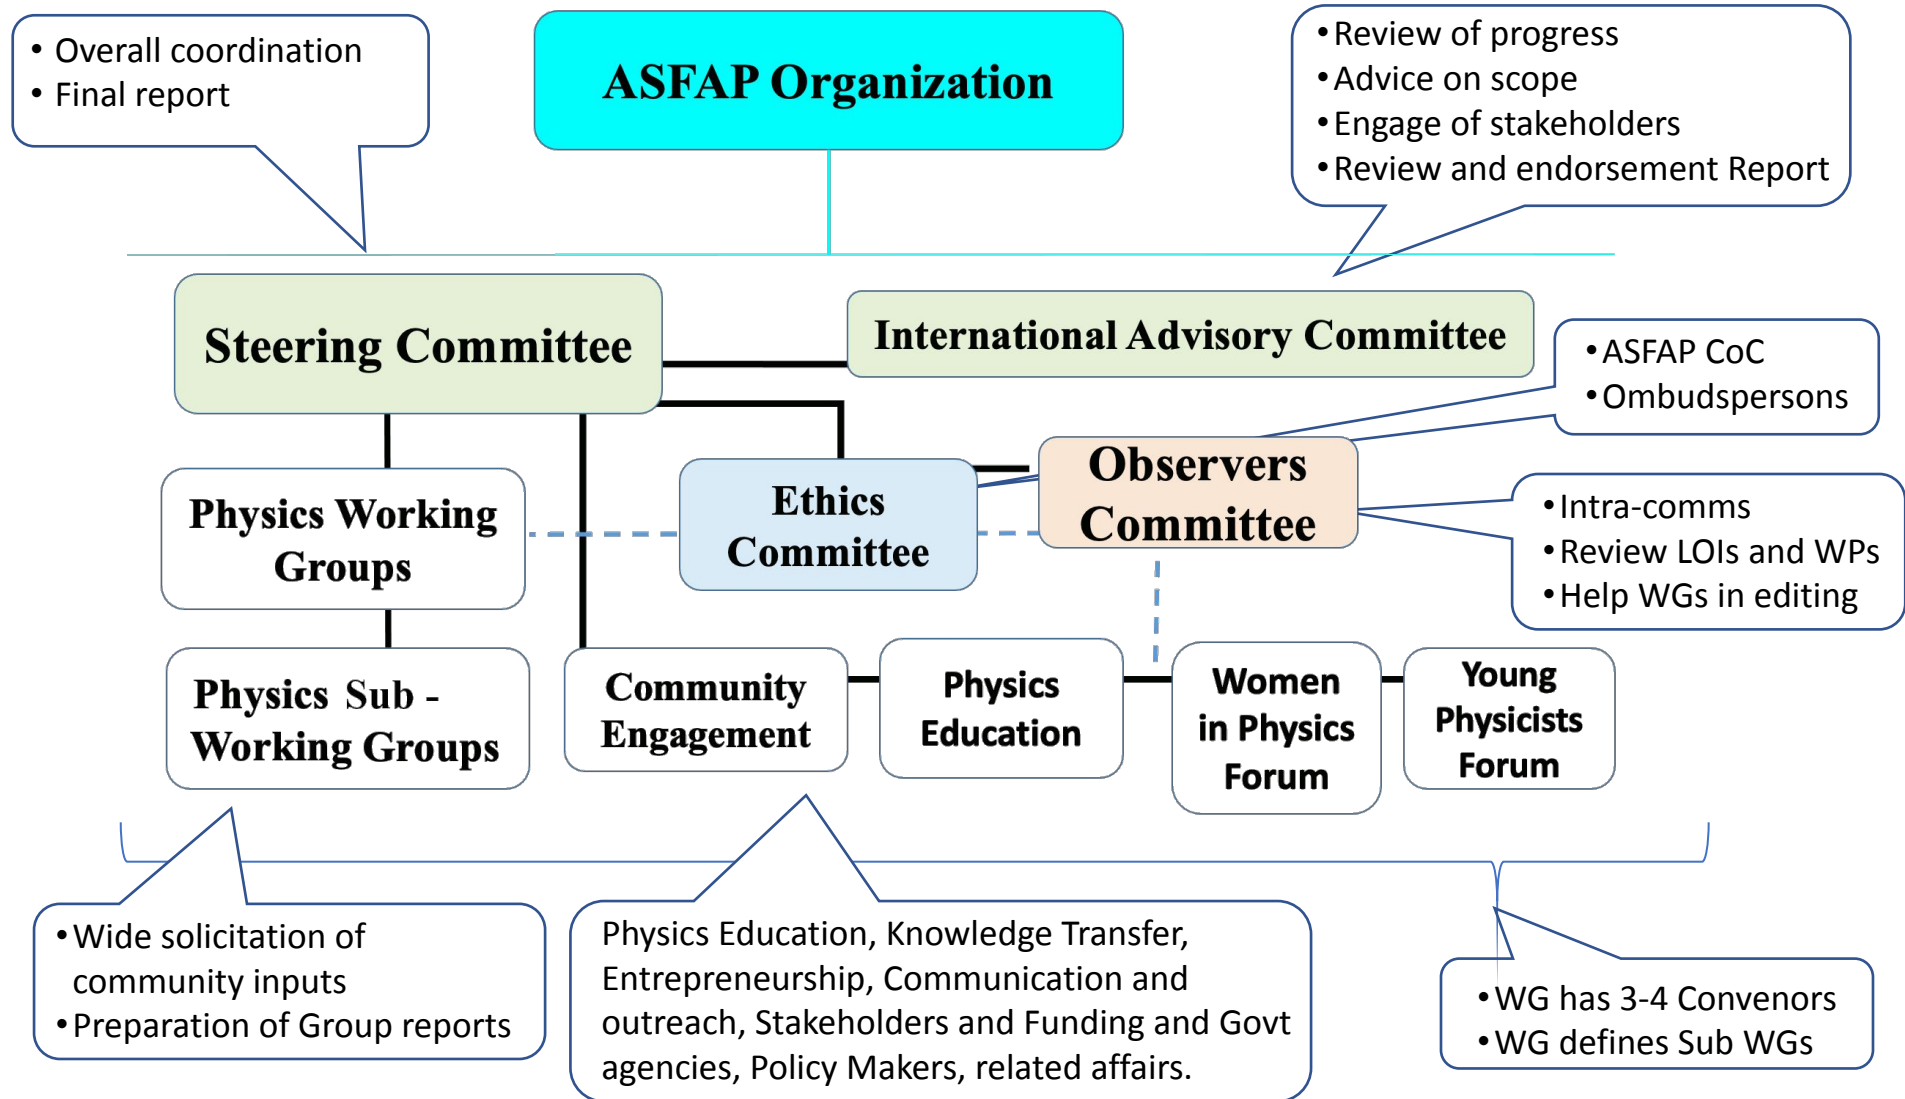 • Overall coordination
• Final report
ASFAP Organization
• Review of progress
• Advice on scope
• Engage of stakeholders
• Review and endorsement Report
Steering Committee
International Advisory Committee
• ASFAP CoC
• Ombudspersons
Physics Working
Groups
Ethics
Committee
Observers
Committee
• Intra-comms
• Review LOIs and WPs
• Help WGs in editing
Physics Sub -
Working Groups
Community
Engagement
Physics
Education
Women
in Physics
Forum
Young
Physicists
Forum
• Wide solicitation of
community inputs
• Preparation of Group reports
Physics Education, Knowledge Transfer,
Entrepreneurship, Communication and
outreach, Stakeholders and Funding and Govt
agencies, Policy Makers, related affairs.
• WG has 3-4 Convenors
• WG defines Sub WGs